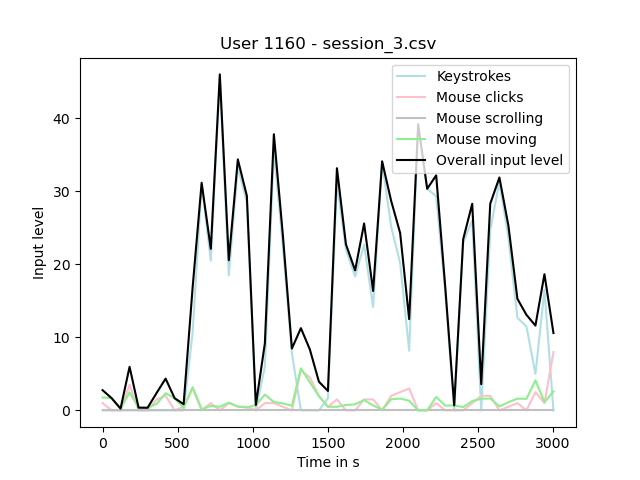 User 1160 - session_3.csv
Keystrokes
Mouse clicks
Mouse scrolling
Mouse moving
Overall input level
Input level
40
30
20
10
0
0 500 1000 1500 2000 2500 3000
Time in s